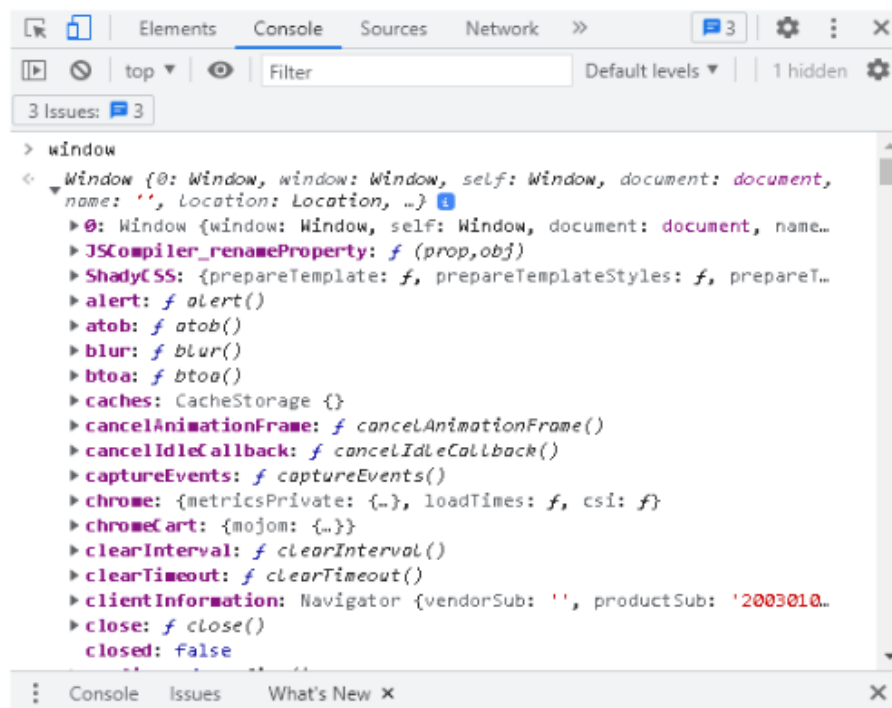 Elements Console Sources Network >> 3
top ▼ Filter Default levels ▼ 1 hidden
3 Issues: 3
> window
Window {0: Window, window: Window, self: Window, document: document,
name: '', location: Location, …}
0: Window {window: Window, self: Window, document: document, name…
JSCompiler_renameProperty: ƒ (prop,obj)
ShadyCSS: {prepareTemplate: ƒ, prepareTemplateStyles: ƒ, prepareT…
alert: ƒ alert()
atob: ƒ atob()
blur: ƒ blur()
btoa: ƒ btoa()
caches: CacheStorage {}
cancelAnimationFrame: ƒ cancelAnimationFrame()
cancelIdleCallback: ƒ cancelIdleCallback()
captureEvents: ƒ captureEvents()
chrome: {metricsPrivate: {…}, loadTimes: ƒ, csi: ƒ}
chromeCart: {mojom: {…}}
clearInterval: ƒ clearInterval()
clearTimeout: ƒ clearTimeout()
clientInformation: Navigator {vendorSub: '', productSub: '2003010…
close: ƒ close()
closed: false
Console Issues What's New ×